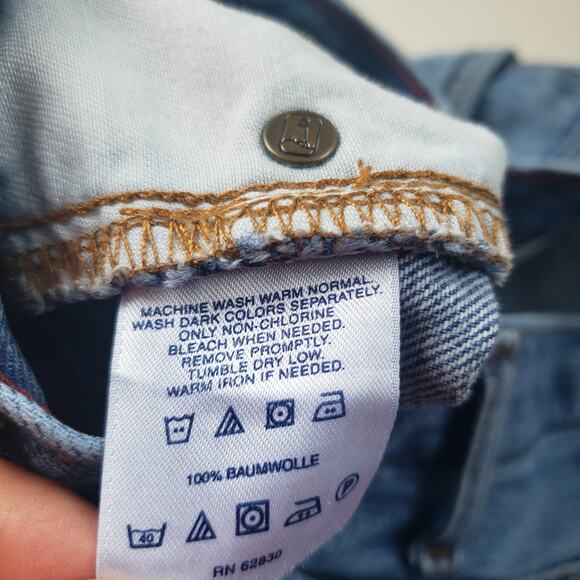 MACHINE WASH WARM NORMAL.
WASH DARK COLORS SEPARATELY.
ONLY NON-CHLORINE
BLEACH WHEN NEEDED.
REMOVE PROMPTLY.
TUMBLE DRY LOW.
WARM IRON IF NEEDED.
100% BAUMWOLLE
40
P
RN 62830